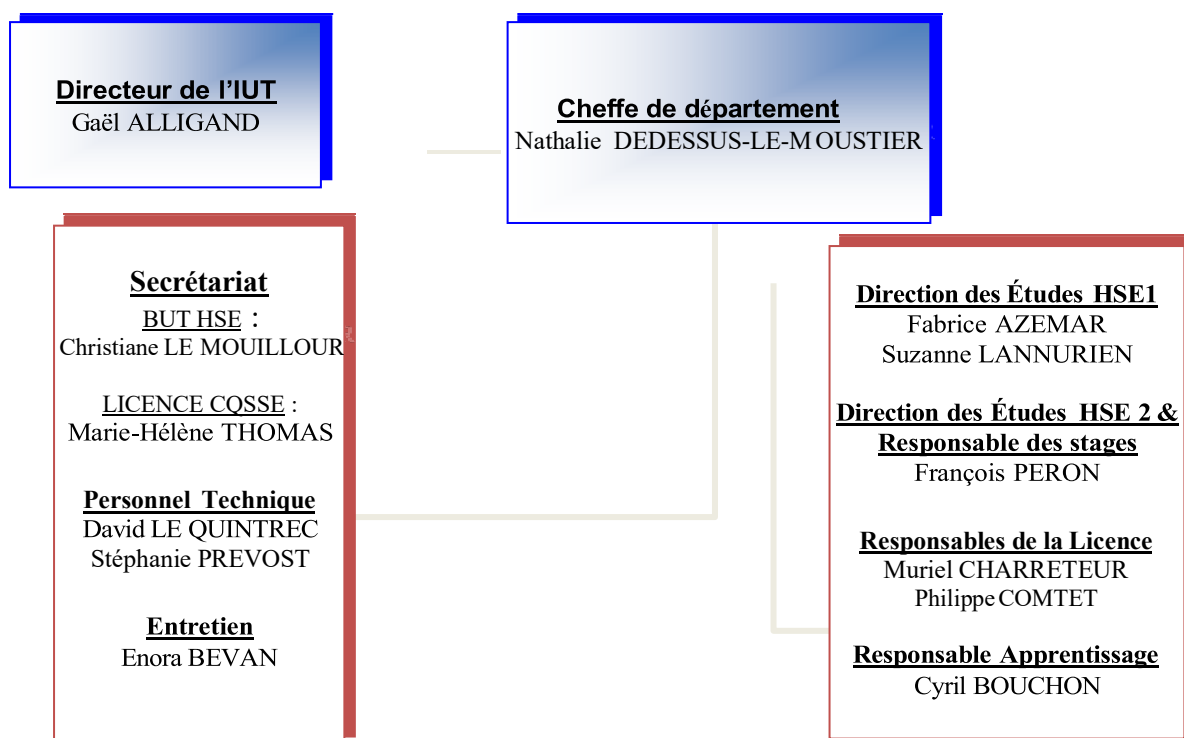 Directeur de l'IUT
Gaël ALLIGAND
Cheffe de département
Nathalie DEDESSUS-LE-MOUSTIER
Secrétariat
BUT HSE :
Christiane LE MOUILLOUR
LICENCE CQSSE :
Marie-Hélène THOMAS
Personnel Technique
David LE QUINTREC
Stéphanie PREVOST
Entretien
Enora BEVAN
Direction des Études HSE1
Fabrice AZEMAR
Suzanne LANNURIEN
Direction des Études HSE 2 &
Responsable des stages
François PERON
Responsables de la Licence
Muriel CHARRETEUR
Philippe COMTET
Responsable Apprentissage
Cyril BOUCHON